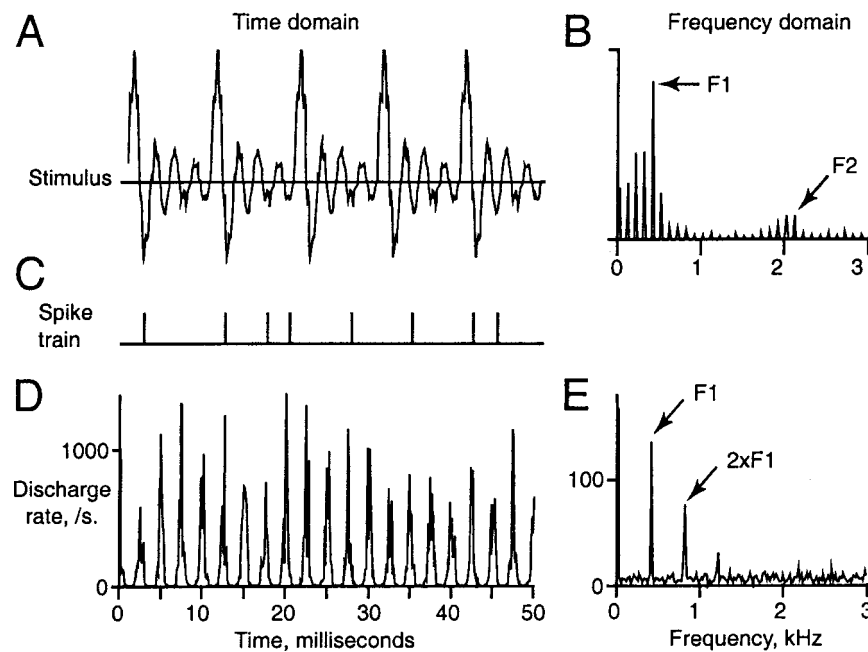 A
Time domain
B
Frequency domain
F1
F2
Stimulus
0
1
2
3
C
Spike
train
D
E
F1
2xF1
1000
100
Discharge
rate, /s.
0
0
0
10
20
30
40
50
0
1
2
3
Time, milliseconds
Frequency, kHz